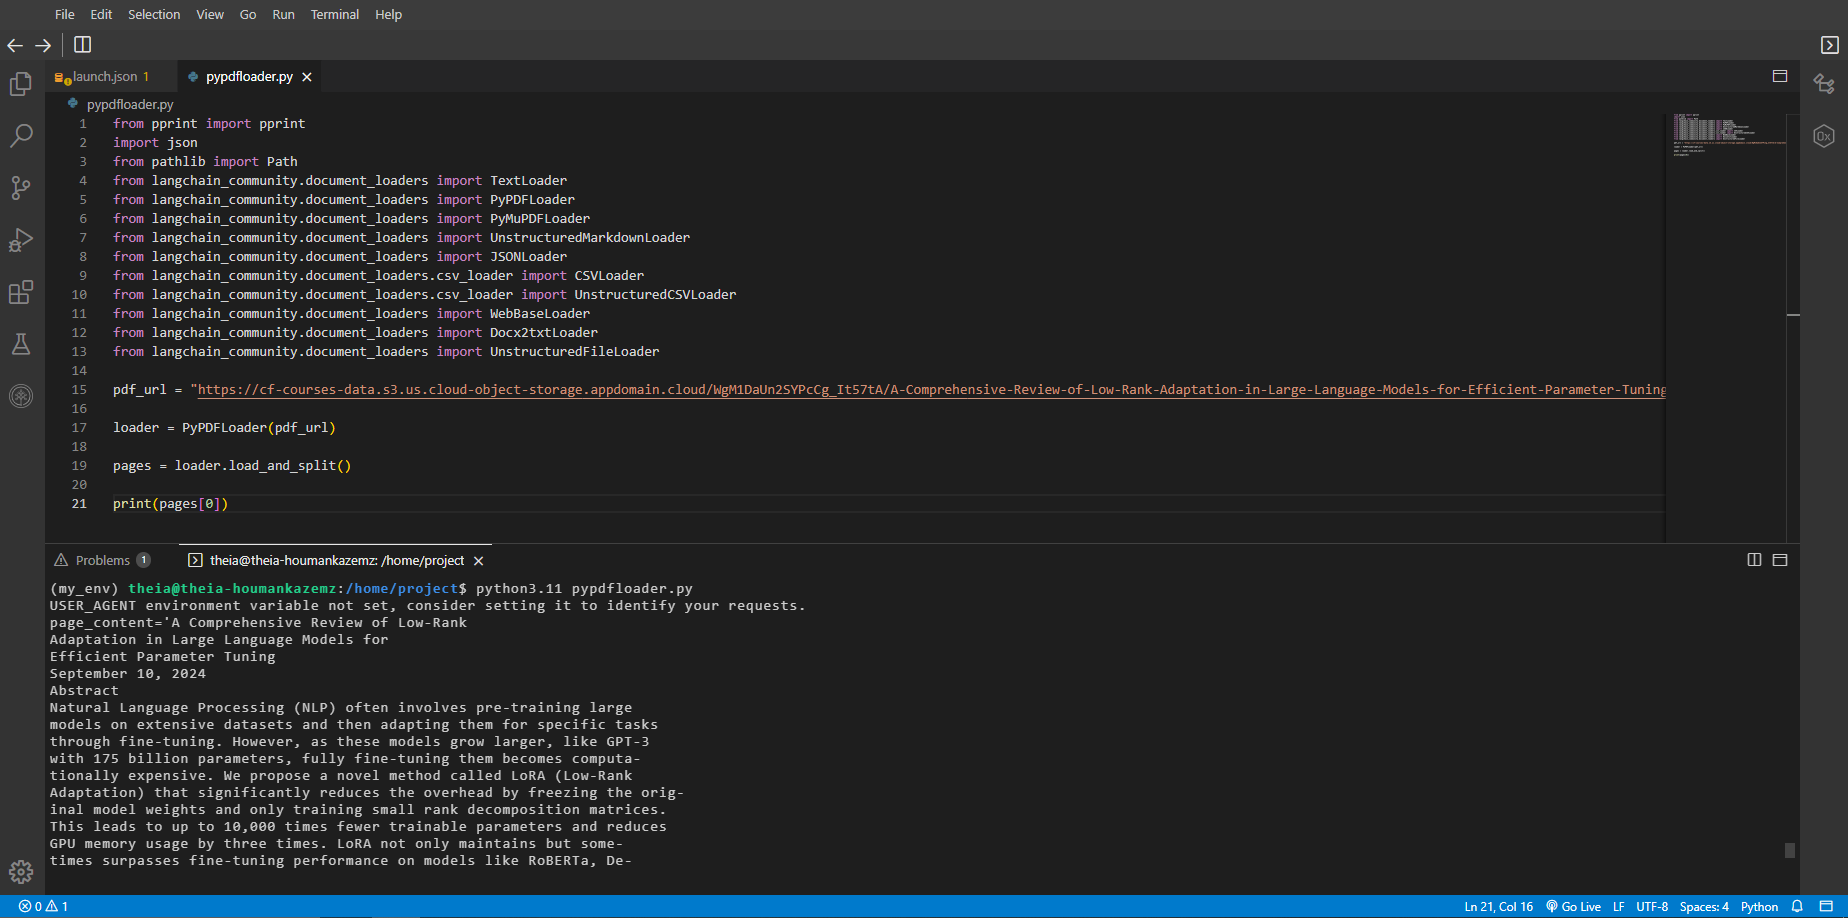 File Edit Selection View Go Run Terminal Help
launch.json 1 pypdfloader.py
pypdfloader.py
1 from pprint import pprint
2 import json
3 from pathlib import Path
4 from langchain_community.document_loaders import TextLoader
5 from langchain_community.document_loaders import PyPDFLoader
6 from langchain_community.document_loaders import PyMuPDFLoader
7 from langchain_community.document_loaders import UnstructuredMarkdownLoader
8 from langchain_community.document_loaders import JSONLoader
9 from langchain_community.document_loaders.csv_loader import CSVLoader
10 from langchain_community.document_loaders.csv_loader import UnstructuredCSVLoader
11 from langchain_community.document_loaders import WebBaseLoader
12 from langchain_community.document_loaders import Docx2txtLoader
13 from langchain_community.document_loaders import UnstructuredFileLoader
14
15 pdf_url = "https://cf-courses-data.s3.us.cloud-object-storage.appdomain.cloud/WgM1DaUn2SYPcCg_It57tA/A-Comprehensive-Review-of-Low-Rank-Adaptation-in-Large-Language-Models-for-Efficient-Parameter-Tuning
16
17 loader = PyPDFLoader(pdf_url)
18
19 pages = loader.load_and_split()
20
21 print(pages[0])
Problems 1 theia@theia-houmankazemz: /home/project
(my_env) theia@theia-houmankazemz:/home/project$ python3.11 pypdfloader.py
USER_AGENT environment variable not set, consider setting it to identify your requests.
page_content='A Comprehensive Review of Low-Rank
Adaptation in Large Language Models for
Efficient Parameter Tuning
September 10, 2024
Abstract
Natural Language Processing (NLP) often involves pre-training large
models on extensive datasets and then adapting them for specific tasks
through fine-tuning. However, as these models grow larger, like GPT-3
with 175 billion parameters, fully fine-tuning them becomes computa-
tionally expensive. We propose a novel method called LoRA (Low-Rank
Adaptation) that significantly reduces the overhead by freezing the orig-
inal model weights and only training small rank decomposition matrices.
This leads to up to 10,000 times fewer trainable parameters and reduces
GPU memory usage by three times. LoRA not only maintains but some-
times surpasses fine-tuning performance on models like RoBERTa, De-
0 1 Ln 21, Col 16 Go Live LF UTF-8 Spaces: 4 Python